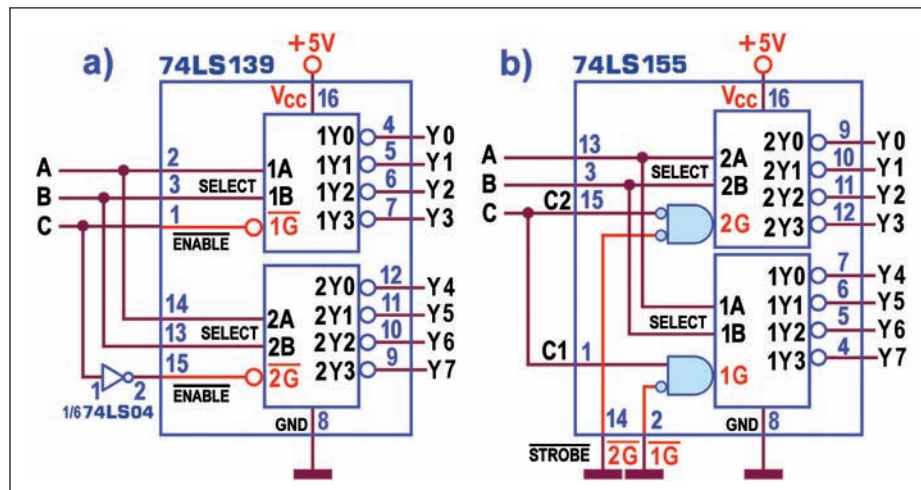 a)
74LS139
+5V
VCC
16
A
B
C
2
3
1
SELECT
ENABLE
1A
1B
1G
1Y0 4 Y0
1Y1 5 Y1
1Y2 6 Y2
1Y3 7 Y3
14
13
15
SELECT
ENABLE
2A
2B
2G
2Y0 12 Y4
2Y1 11 Y5
2Y2 10 Y6
2Y3 9 Y7
1 2
1/6 74LS04
GND 8
b)
74LS155
+5V
VCC
16
A
B
C
13
3
C2 15
SELECT
2A
2B
2G
2Y0 9 Y0
2Y1 10 Y1
2Y2 11 Y2
2Y3 12 Y3
C1 1
SELECT
1A
1B
1G
1Y0 7 Y4
1Y1 6 Y5
1Y2 5 Y6
1Y3 4 Y7
14 2
STROBE 2G 1G
GND 8